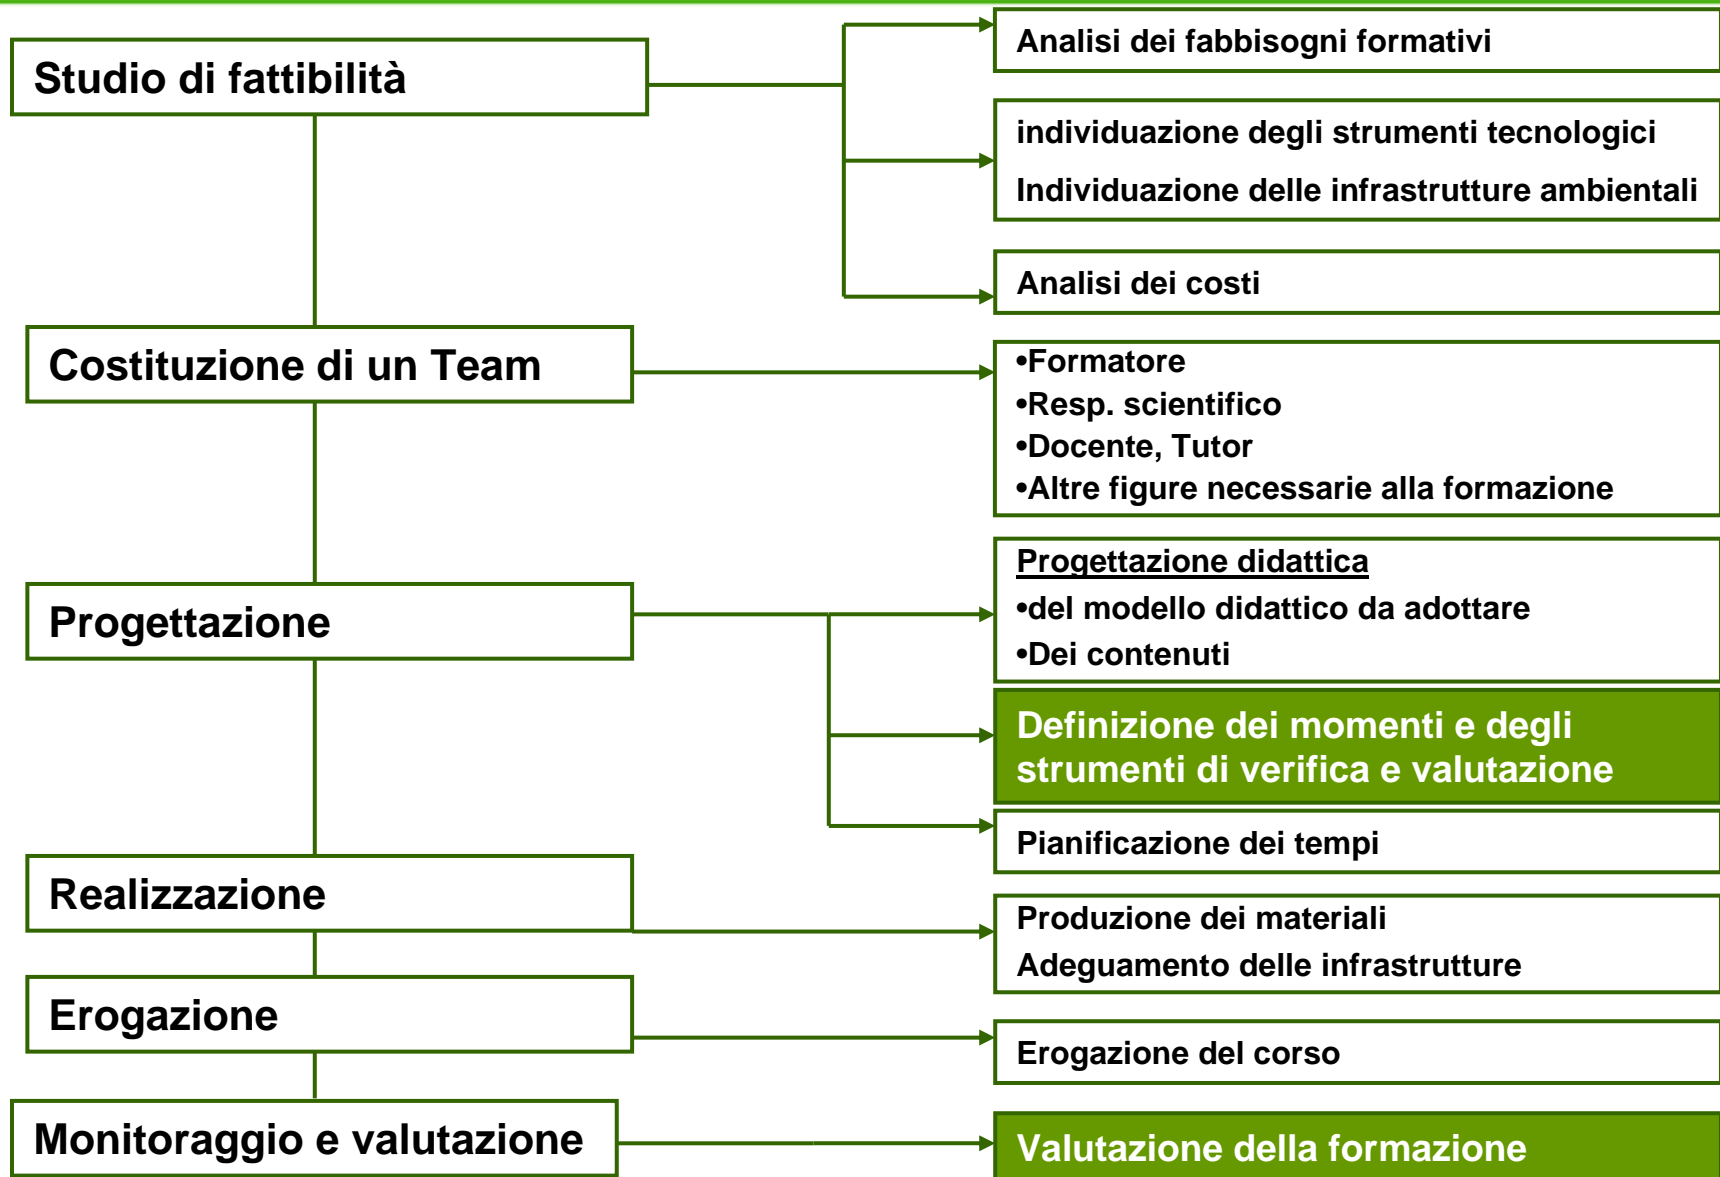 Studio di fattibilità
Analisi dei fabbisogni formativi
individuazione degli strumenti tecnologici
Individuazione delle infrastrutture ambientali
Analisi dei costi
Costituzione di un Team
•Formatore
•Resp. scientifico
•Docente, Tutor
•Altre figure necessarie alla formazione
Progettazione
Progettazione didattica
•del modello didattico da adottare
•Dei contenuti
Definizione dei momenti e degli
strumenti di verifica e valutazione
Pianificazione dei tempi
Realizzazione
Produzione dei materiali
Adeguamento delle infrastrutture
Erogazione
Erogazione del corso
Monitoraggio e valutazione
Valutazione della formazione